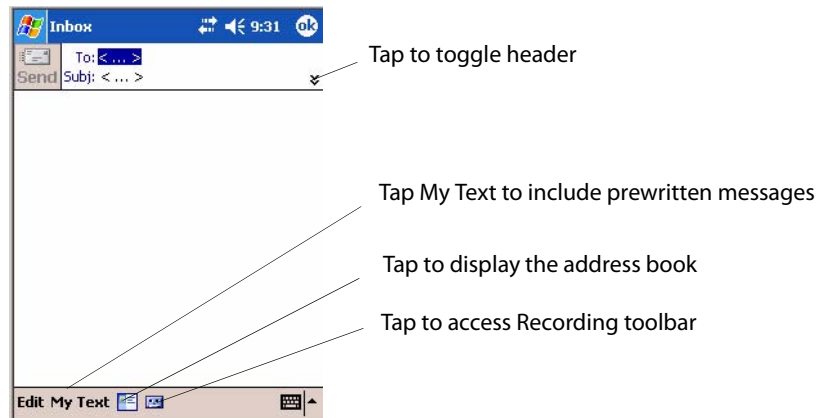 Inbox 9:31 ok
To: < ... >
Send Subj: < ... >
Tap to toggle header
Tap My Text to include prewritten messages
Tap to display the address book
Tap to access Recording toolbar
Edit My Text